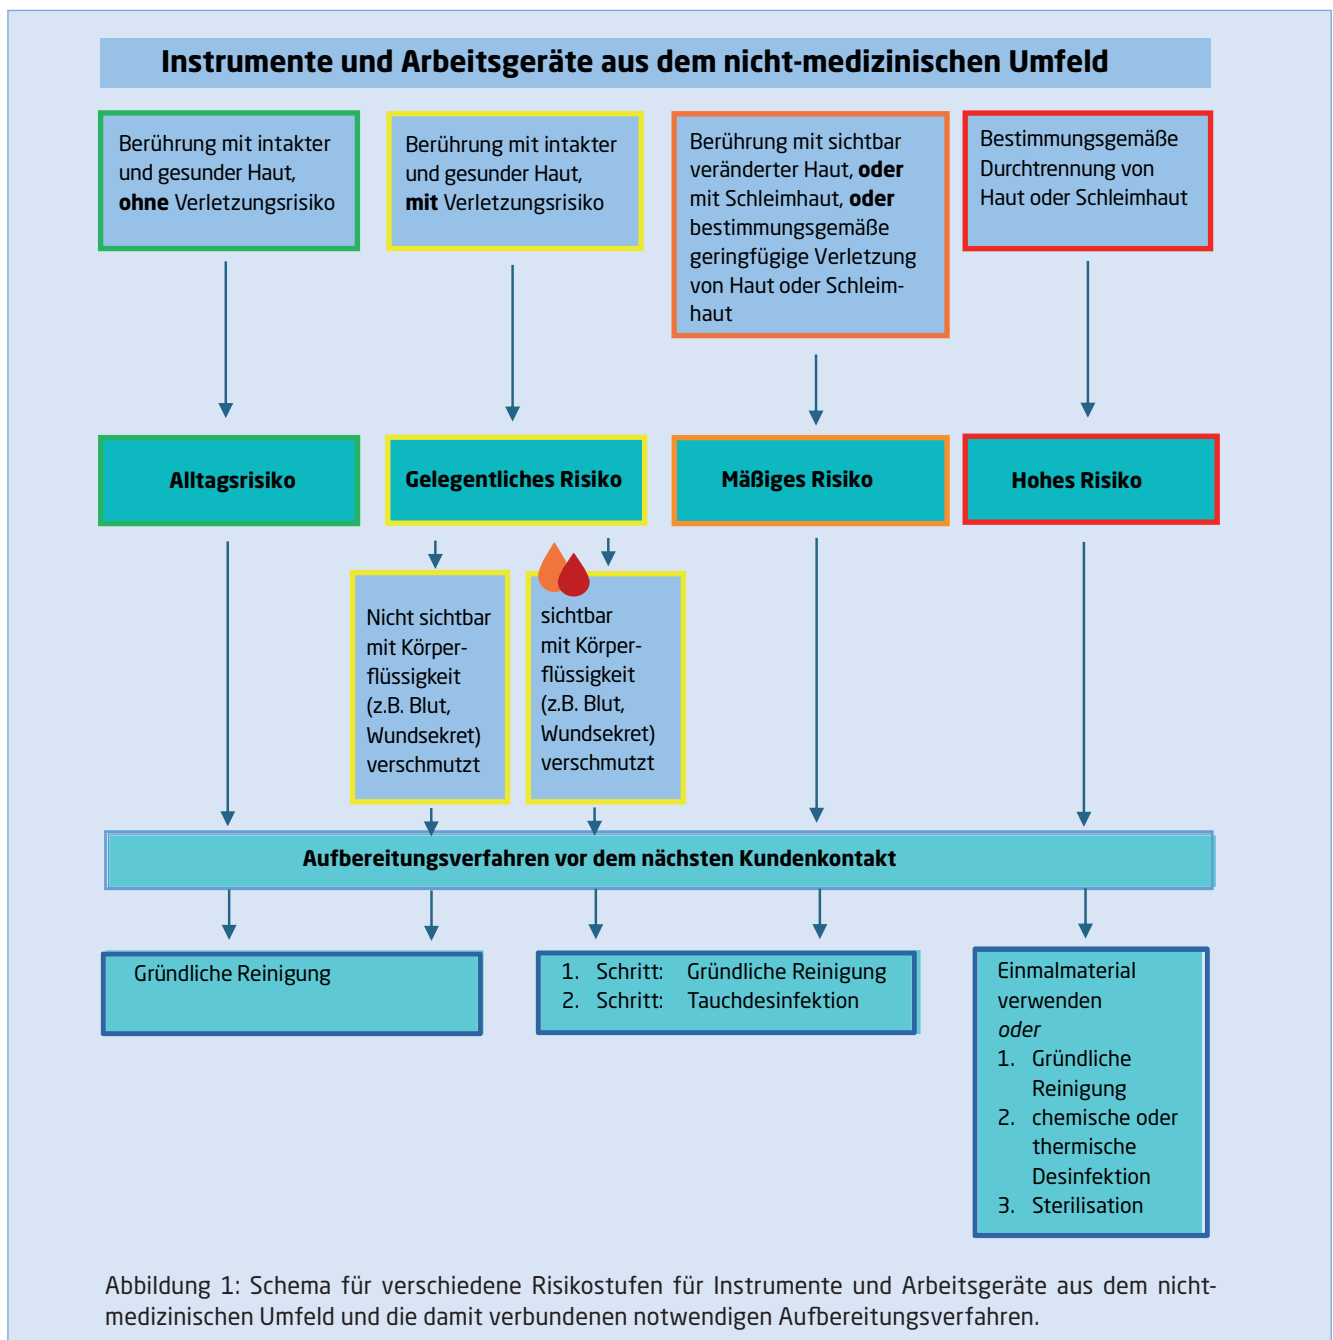 Instrumente und Arbeitsgeräte aus dem nicht-medizinischen Umfeld
Berührung mit intakter
und gesunder Haut,
ohne Verletzungsrisiko
Berührung mit intakter
und gesunder Haut,
mit Verletzungsrisiko
Berührung mit sichtbar
veränderter Haut, oder
mit Schleimhaut, oder
bestimmungsgemäße
geringfügige Verletzung
von Haut oder Schleim-
haut
Bestimmungsgemäße
Durchtrennung von
Haut oder Schleimhaut
Alltagsrisiko
Gelegentliches Risiko
Mäßiges Risiko
Hohes Risiko
Nicht sichtbar
mit Körper-
flüssigkeit
(z.B. Blut,
Wundsekret)
verschmutzt
sichtbar
mit Körper-
flüssigkeit
(z.B. Blut,
Wundsekret)
verschmutzt
Aufbereitungsverfahren vor dem nächsten Kundenkontakt
Gründliche Reinigung
1. Schritt: Gründliche Reinigung
2. Schritt: Tauchdesinfektion
Einmalmaterial
verwenden
oder
1. Gründliche
Reinigung
2. chemische oder
thermische
Desinfektion
3. Sterilisation
Abbildung 1: Schema für verschiedene Risikostufen für Instrumente und Arbeitsgeräte aus dem nicht-
medizinischen Umfeld und die damit verbundenen notwendigen Aufbereitungsverfahren.